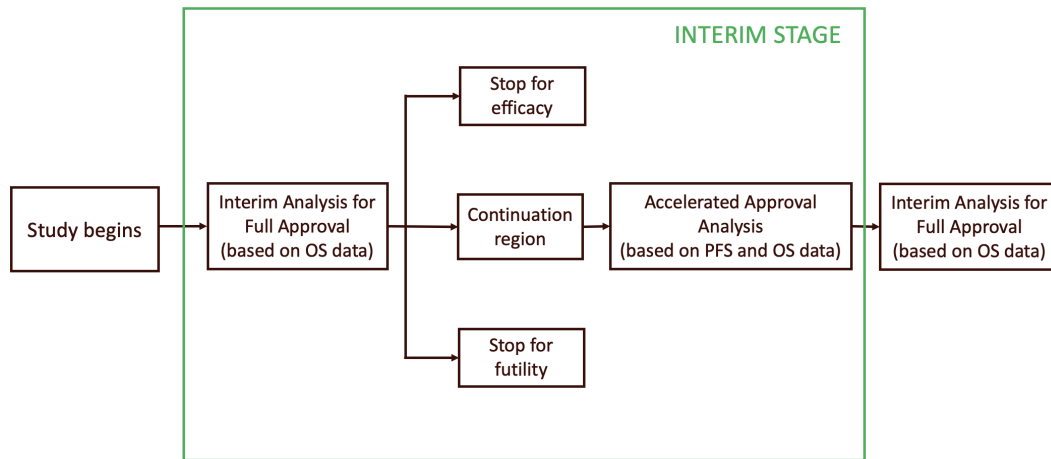 INTERIM STAGE
Stop for
efficacy
Study begins
Interim Analysis for
Full Approval
(based on OS data)
Continuation
region
Accelerated Approval
Analysis
(based on PFS and OS data)
Interim Analysis for
Full Approval
(based on OS data)
Stop for
futility